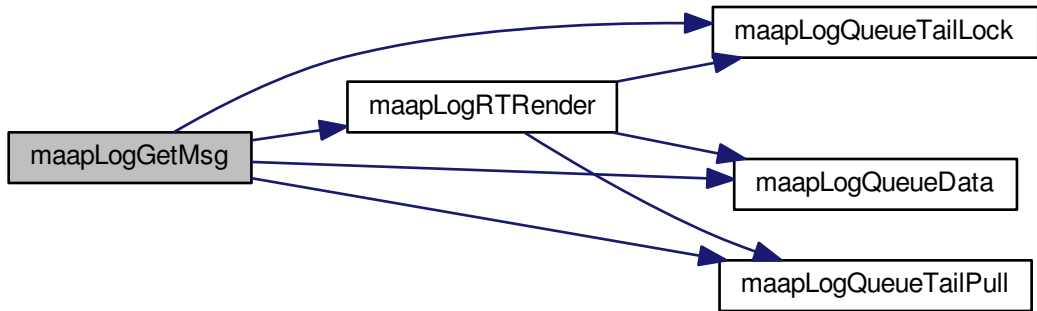 maapLogQueueTailLock
maapLogRTRender
maapLogGetMsg
maapLogQueueData
maapLogQueueTailPull